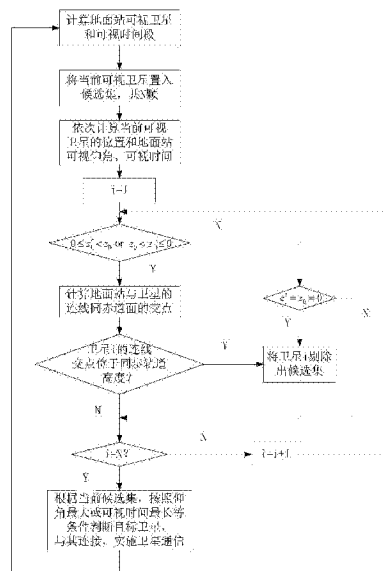 计算地面站可视卫星
和可视时间段
将当前可视卫星置入
候选集，共N颗
依次计算当前可视
卫星的位置和地面站
可视仰角、可视时间
i=1
N
Y
计算地面站与卫星的
连线同赤道面的交点
Y
N
卫星i的连线
交点位于同赤轨道
高度?
Y
将卫星i剔除
出候选集
N
i=N?
N
i=i+1
Y
根据当前候选集，按照仰
角最大或可视时间最长等
条件判断目标卫星，
与其连接，实施卫星通信